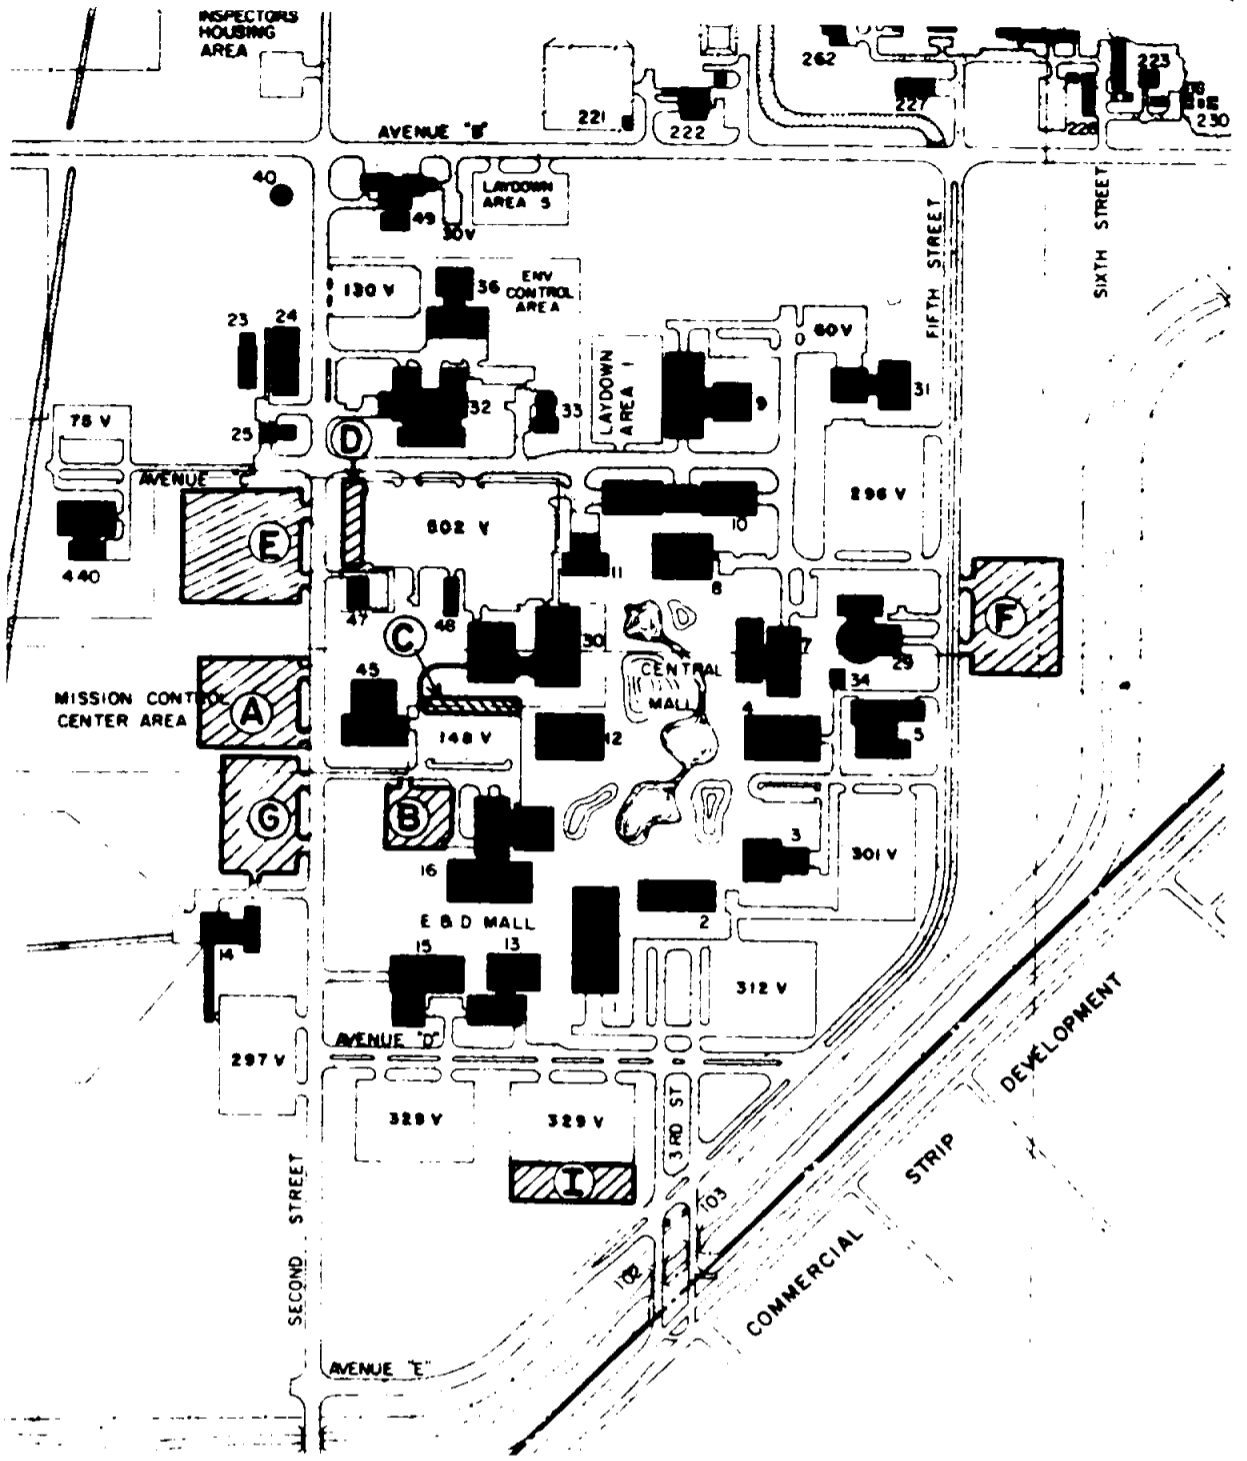 INSPECTORS
HOUSING
AREA
262
223
227
221
222
228
230
AVENUE "B"
40
LAYDOWN
AREA 5
49
30V
SIXTH STREET
FIFTH STREET
ENV
CONTROL
AREA
36
130 V
23
24
60V
LAYDOWN
AREA 1
31
32
33
9
75 V
25
D
AVENUE
296 V
502 V
10
E
440
11
8
47
48
C
30
7
29
F
CENTRAL
MALL
34
45
MISSION CONTROL
CENTER AREA
A
4
5
148 V
12
G
B
3
301 V
16
2
E & D MALL
14
15
13
312 V
AVENUE "D"
297 V
329 V
329 V
3RD ST
DEVELOPMENT
STRIP
COMMERCIAL
I
103
102
SECOND STREET
AVENUE "E"